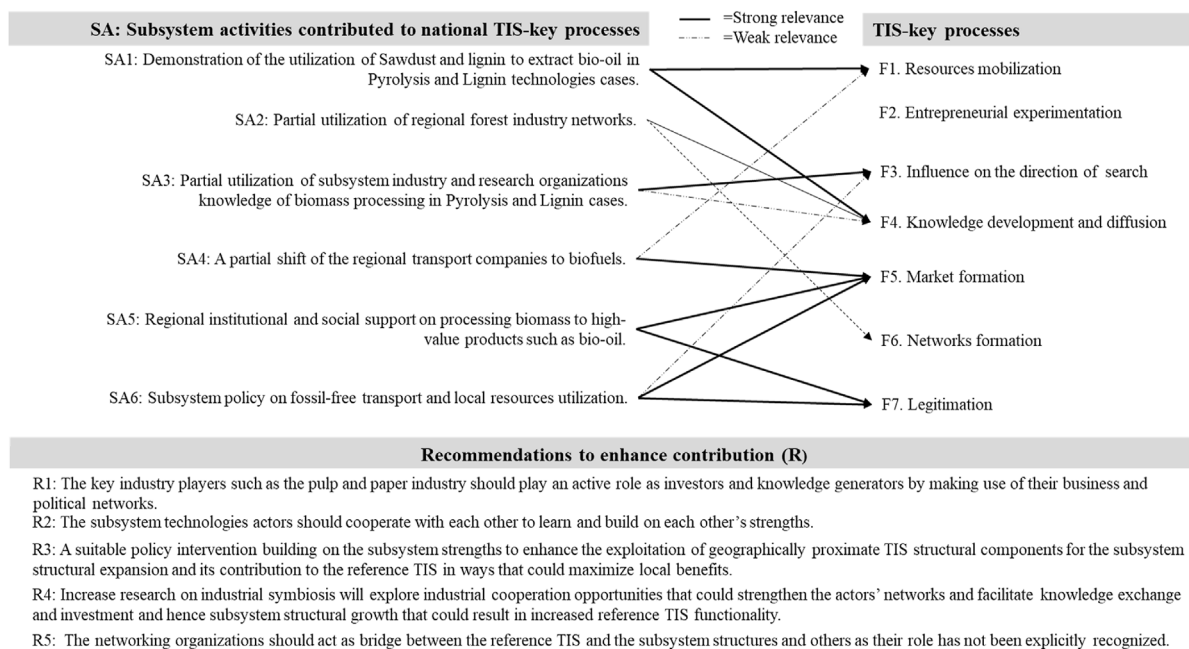 SA: Subsystem activities contributed to national TIS-key processes
=Strong relevance
=Weak relevance
TIS-key processes
SA1: Demonstration of the utilization of Sawdust and lignin to extract bio-oil in
Pyrolysis and Lignin technologies cases.
SA2: Partial utilization of regional forest industry networks.
SA3: Partial utilization of subsystem industry and research organizations
knowledge of biomass processing in Pyrolysis and Lignin cases.
SA4: A partial shift of the regional transport companies to biofuels.
SA5: Regional institutional and social support on processing biomass to high-
value products such as bio-oil.
SA6: Subsystem policy on fossil-free transport and local resources utilization.
F1. Resources mobilization
F2. Entrepreneurial experimentation
F3. Influence on the direction of search
F4. Knowledge development and diffusion
F5. Market formation
F6. Networks formation
F7. Legitimation
Recommendations to enhance contribution (R)
R1: The key industry players such as the pulp and paper industry should play an active role as investors and knowledge generators by making use of their business and
political networks.
R2: The subsystem technologies actors should cooperate with each other to learn and build on each other's strengths.
R3: A suitable policy intervention building on the subsystem strengths to enhance the exploitation of geographically proximate TIS structural components for the subsystem
structural expansion and its contribution to the reference TIS in ways that could maximize local benefits.
R4: Increase research on industrial symbiosis will explore industrial cooperation opportunities that could strengthen the actors' networks and facilitate knowledge exchange
and investment and hence subsystem structural growth that could result in increased reference TIS functionality.
R5: The networking organizations should act as bridge between the reference TIS and the subsystem structures and others as their role has not been explicitly recognized.